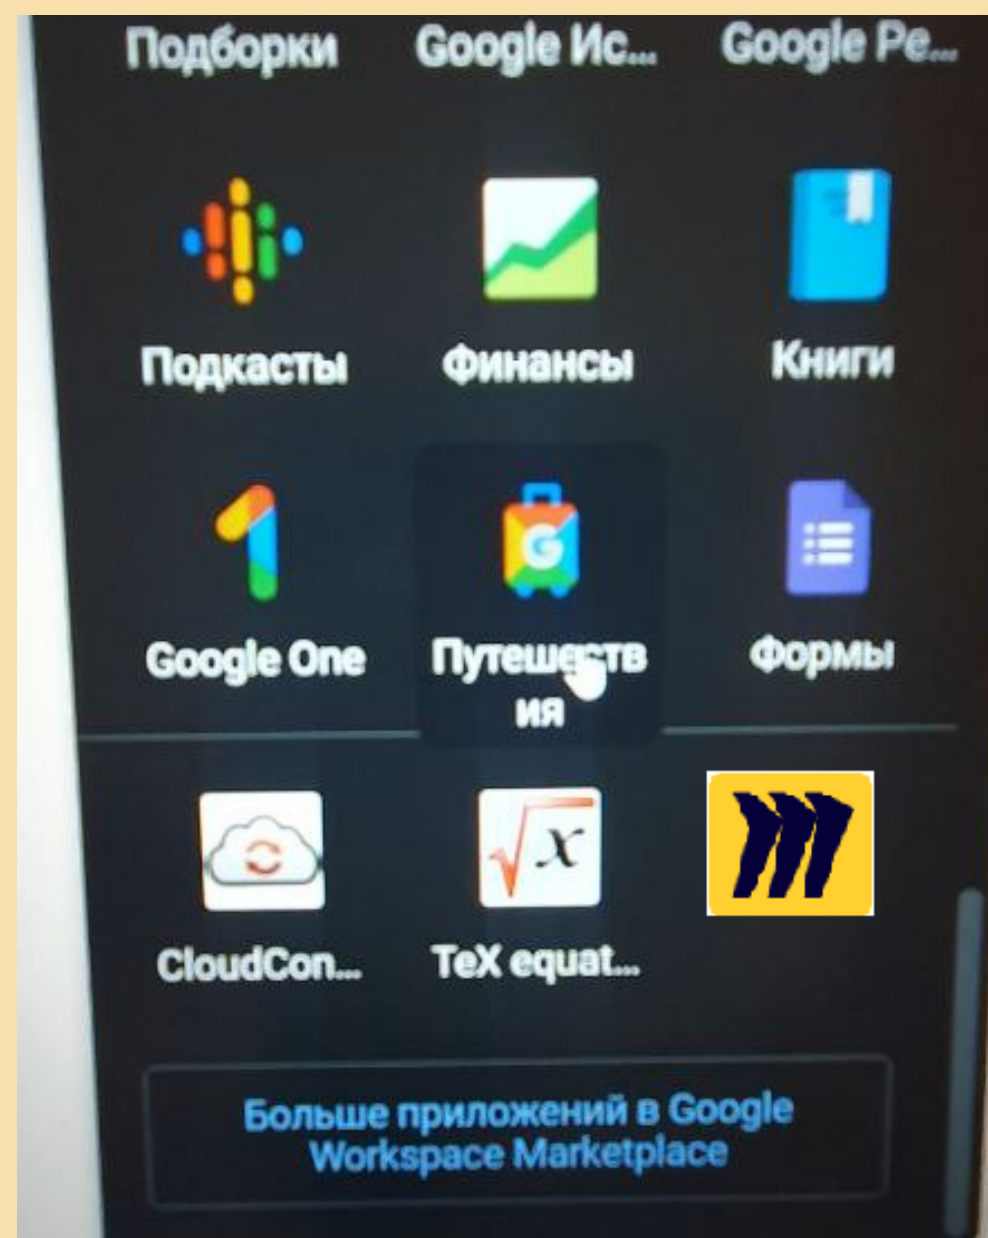 Подборки
Google Ис...
Google Ре...
Подкасты
Финансы
Книги
Google One
Путешеств
ия
Формы
CloudCon...
TeX equat...
√x
Больше приложений в Google
Workspace Marketplace